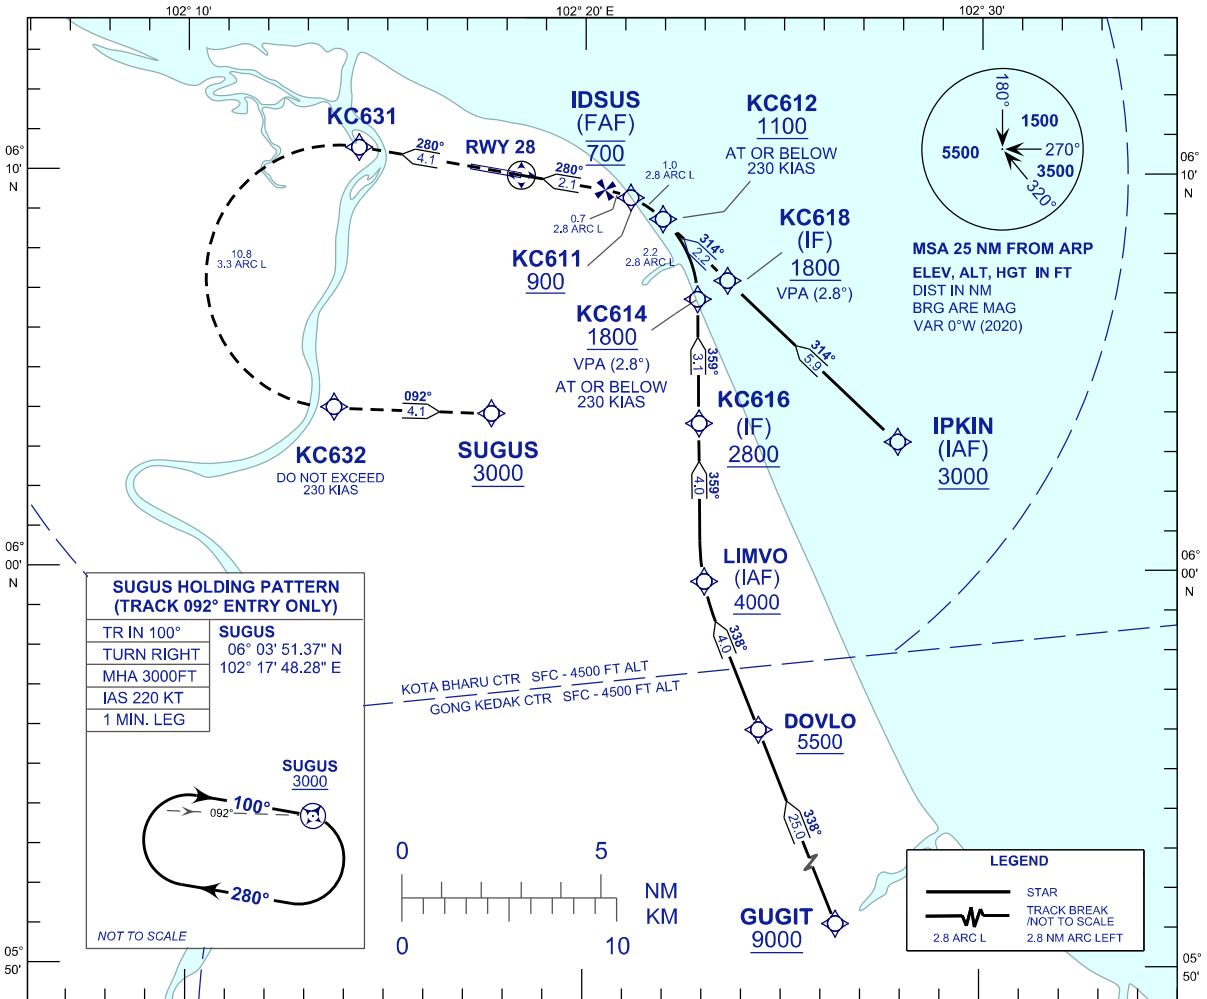 102° 10'
102° 20' E
102° 30'
06°
10'
N
06°
10'
N
06°
00'
N
06°
00'
N
05°
50'
05°
50'
KC631
280°
4.1
RWY 28
280°
2.1
IDSUS
(FAF)
700
KC612
1100
AT OR BELOW
230 KIAS
1.0
2.8 ARC L
0.7
2.8 ARC L
KC611
900
2.2
2.8 ARC L
314°
2.2
KC618
(IF)
1800
VPA (2.8°)
KC614
1800
VPA (2.8°)
AT OR BELOW
230 KIAS
10.8
3.3 ARC L
314°
5.9
359°
3.1
KC616
(IF)
2800
IPKIN
(IAF)
3000
092°
4.1
KC632
DO NOT EXCEED
230 KIAS
SUGUS
3000
359°
4.0
LIMVO
(IAF)
4000
338°
4.0
DOVLO
5500
338°
25.0
GUGIT
9000
180°
1500
5500
270°
3500
320°
MSA 25 NM FROM ARP
ELEV, ALT, HGT IN FT
DIST IN NM
BRG ARE MAG
VAR 0°W (2020)
KOTA BHARU CTR SFC - 4500 FT ALT
GONG KEDAK CTR SFC - 4500 FT ALT
SUGUS HOLDING PATTERN
(TRACK 092° ENTRY ONLY)
TR IN 100°
TURN RIGHT
MHA 3000FT
IAS 220 KT
1 MIN. LEG
SUGUS
06° 03' 51.37" N
102° 17' 48.28" E
SUGUS
3000
100°
092°
280°
NOT TO SCALE
0 5
NM
KM
0 10
LEGEND
STAR
TRACK BREAK
/NOT TO SCALE
2.8 ARC L 2.8 NM ARC LEFT